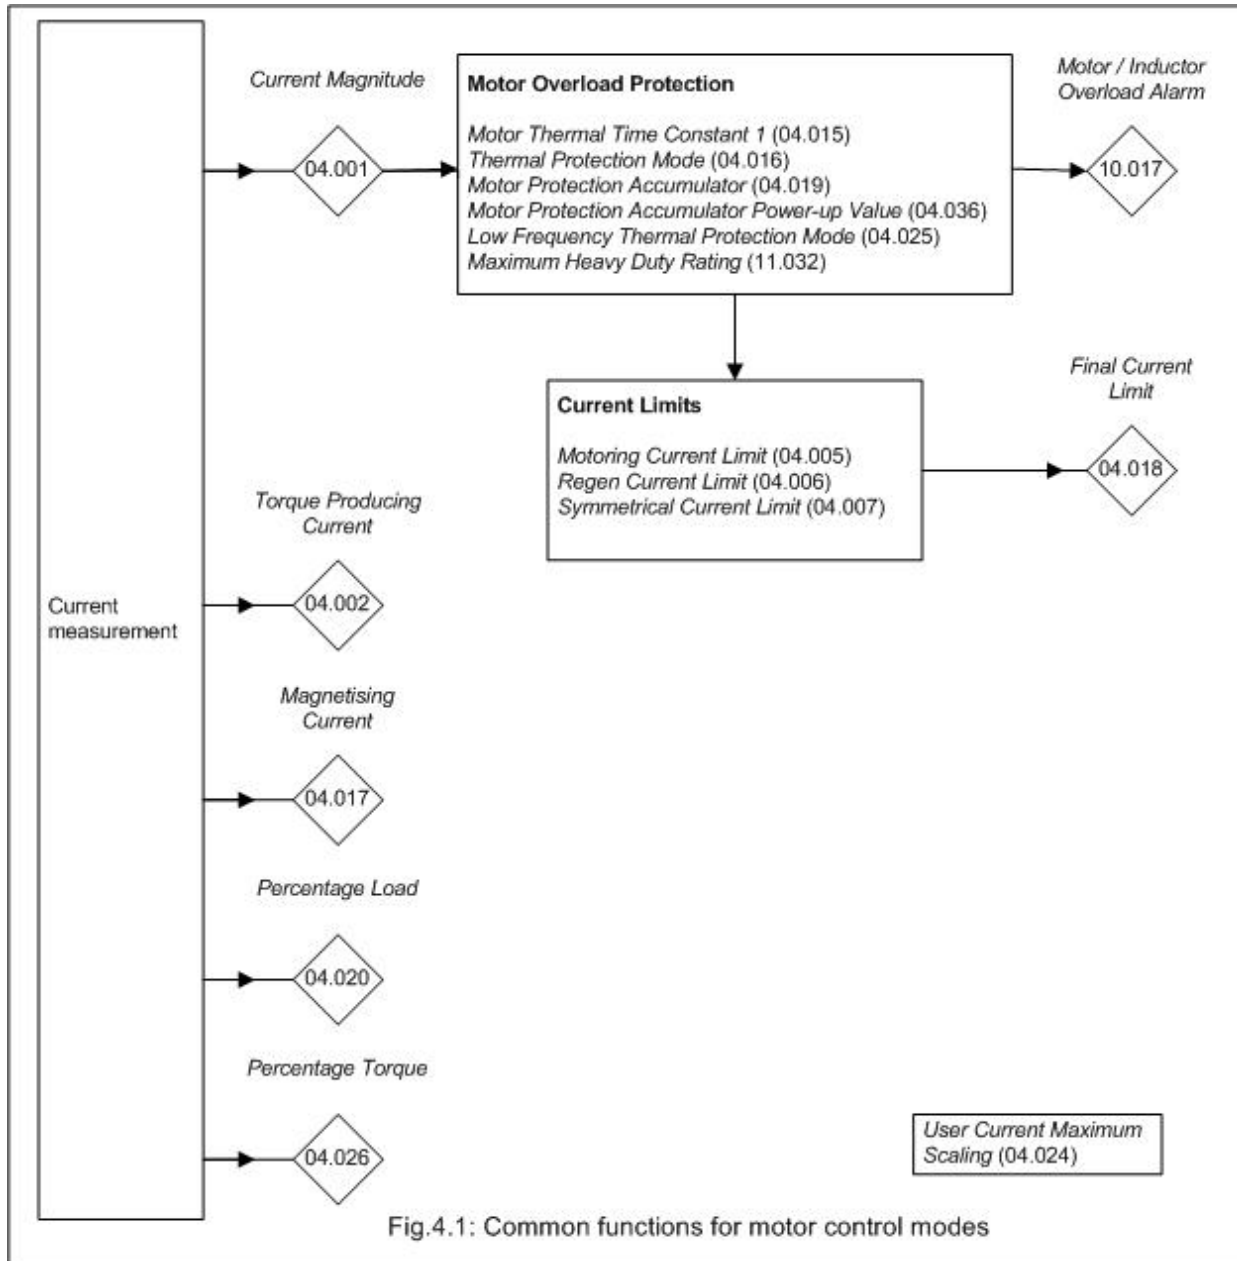 Current Magnitude
04.001
Motor Overload Protection
Motor Thermal Time Constant 1 (04.015)
Thermal Protection Mode (04.016)
Motor Protection Accumulator (04.019)
Motor Protection Accumulator Power-up Value (04.036)
Low Frequency Thermal Protection Mode (04.025)
Maximum Heavy Duty Rating (11.032)
Motor / Inductor
Overload Alarm
10.017
Current Limits
Motoring Current Limit (04.005)
Regen Current Limit (04.006)
Symmetrical Current Limit (04.007)
Final Current
Limit
04.018
Torque Producing
Current
04.002
Current
measurement
Magnetising
Current
04.017
Percentage Load
04.020
Percentage Torque
04.026
User Current Maximum
Scaling (04.024)
Fig.4.1: Common functions for motor control modes